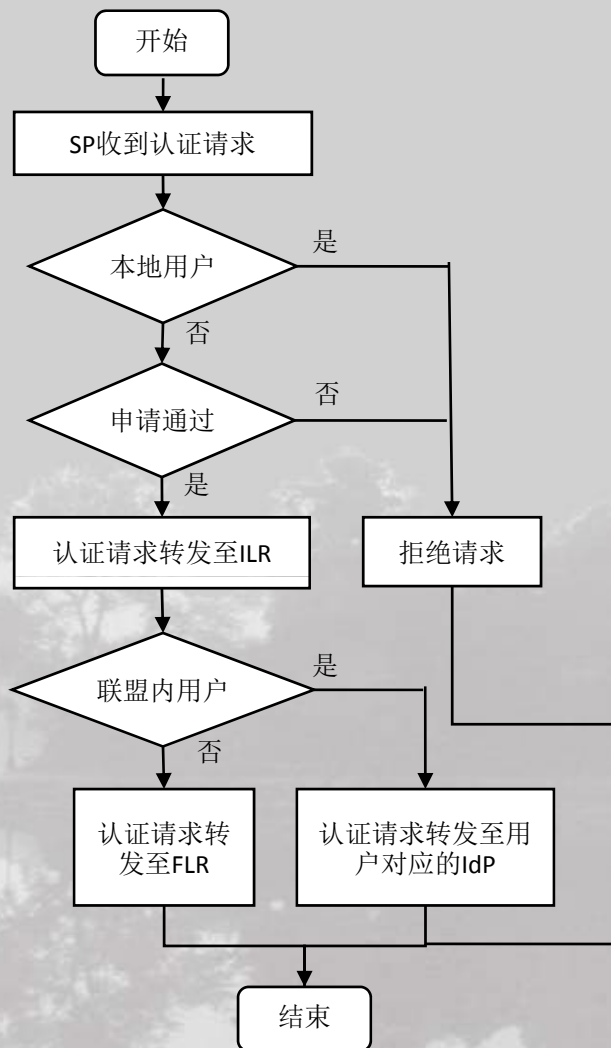 开始
SP收到认证请求
本地用户
是
否
申请通过
否
是
认证请求转发至ILR
拒绝请求
联盟内用户
是
否
认证请求转
发至FLR
认证请求转发至用
户对应的IdP
结束